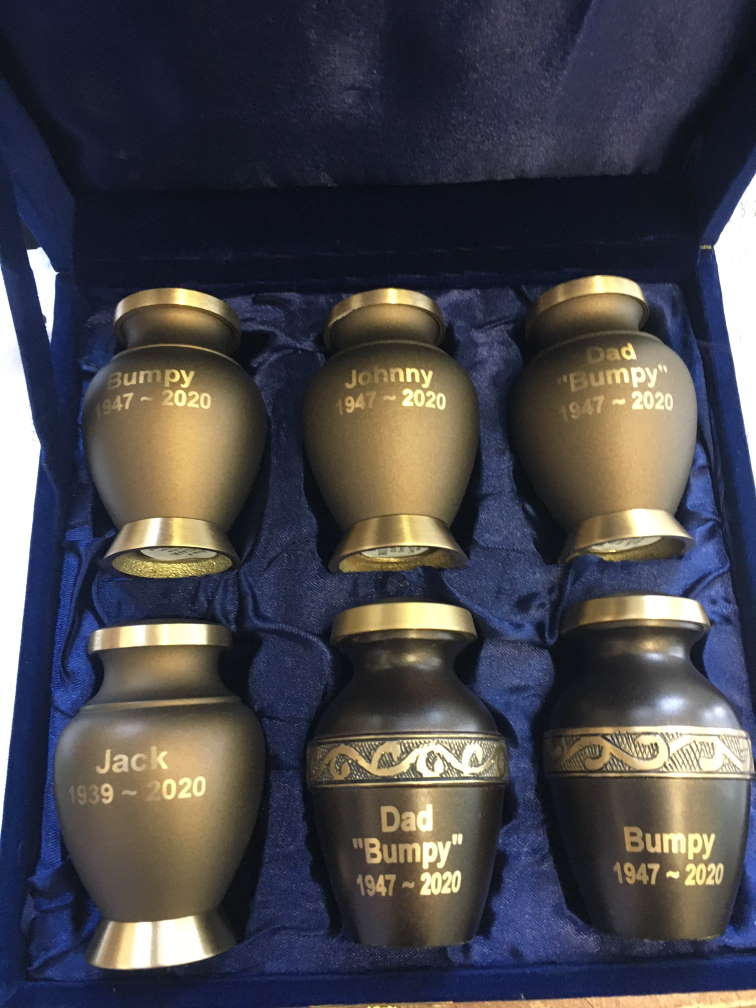 Bumpy
1947 ~ 2020
Johnny
1947 ~ 2020
Dad
"Bumpy"
1947 ~ 2020
Jack
1939 ~ 2020
Dad
"Bumpy"
1947 ~ 2020
Bumpy
1947 ~ 2020